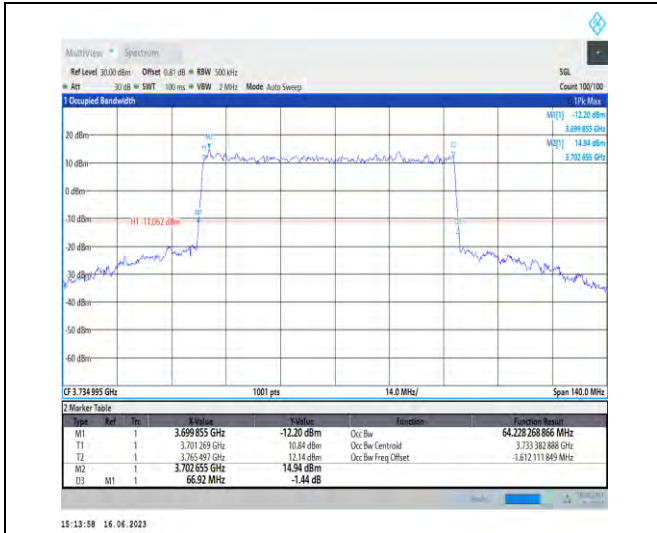 MultiView Spectrum
Ref Level 30.00 dBm Offset 0.81 dB RBW 500 kHz SGL
Att 30 dB SWT 100 ms VBW 2 MHz Mode Auto Sweep Count 100/100
1 Occupied Bandwidth 1Pk Max
M1[1] -12.20 dBm
3.699 855 GHz
M2[1] 14.94 dBm
3.702 655 GHz
20 dBm
10 dBm
0 dBm
-10 dBm
H1 -11.062 dBm
-20 dBm
-30 dBm
-40 dBm
-50 dBm
-60 dBm
M2
T1
T2
CF 3.734 995 GHz 1001 pts 14.0 MHz/ Span 140.0 MHz
2 Marker Table
Type Ref Trc X-Value Y-Value Function Function Result
M1 1 3.699 855 GHz -12.20 dBm Occ Bw 64.228 268 866 MHz
T1 1 3.701 269 GHz 10.84 dBm Occ Bw Centroid 3.733 382 888 GHz
T2 1 3.765 497 GHz 12.14 dBm Occ Bw Freq Offset -1.612 111 849 MHz
M2 1 3.702 655 GHz 14.94 dBm
D3 M1 1 66.92 MHz -1.44 dB
15:13:58 16.06.2023